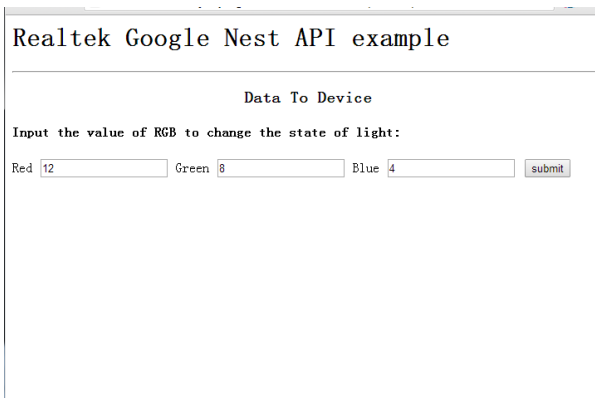 Realtek Google Nest API example
Data To Device
Input the value of RGB to change the state of light:
Red 12 Green 8 Blue 4 submit